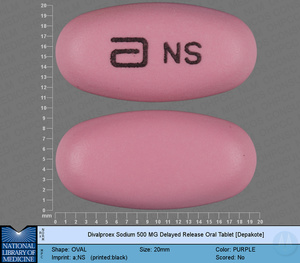 a NS
mm
Divalproex Sodium 500 MG Delayed Release Oral Tablet [Depakote]
Shape: OVAL Size: 20mm Color: PURPLE
Imprint: a;NS (printed:black) Scored: No
NATIONAL
LIBRARY OF
MEDICINE